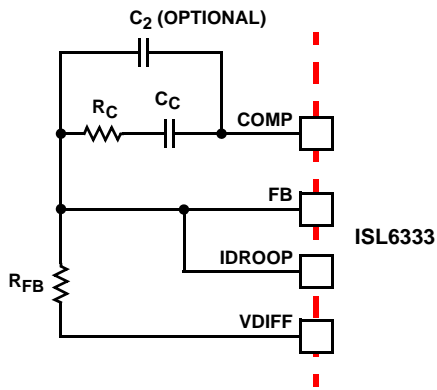 C2 (OPTIONAL)
RC
CC
COMP
FB
ISL6333
IDROOP
RFB
VDIFF